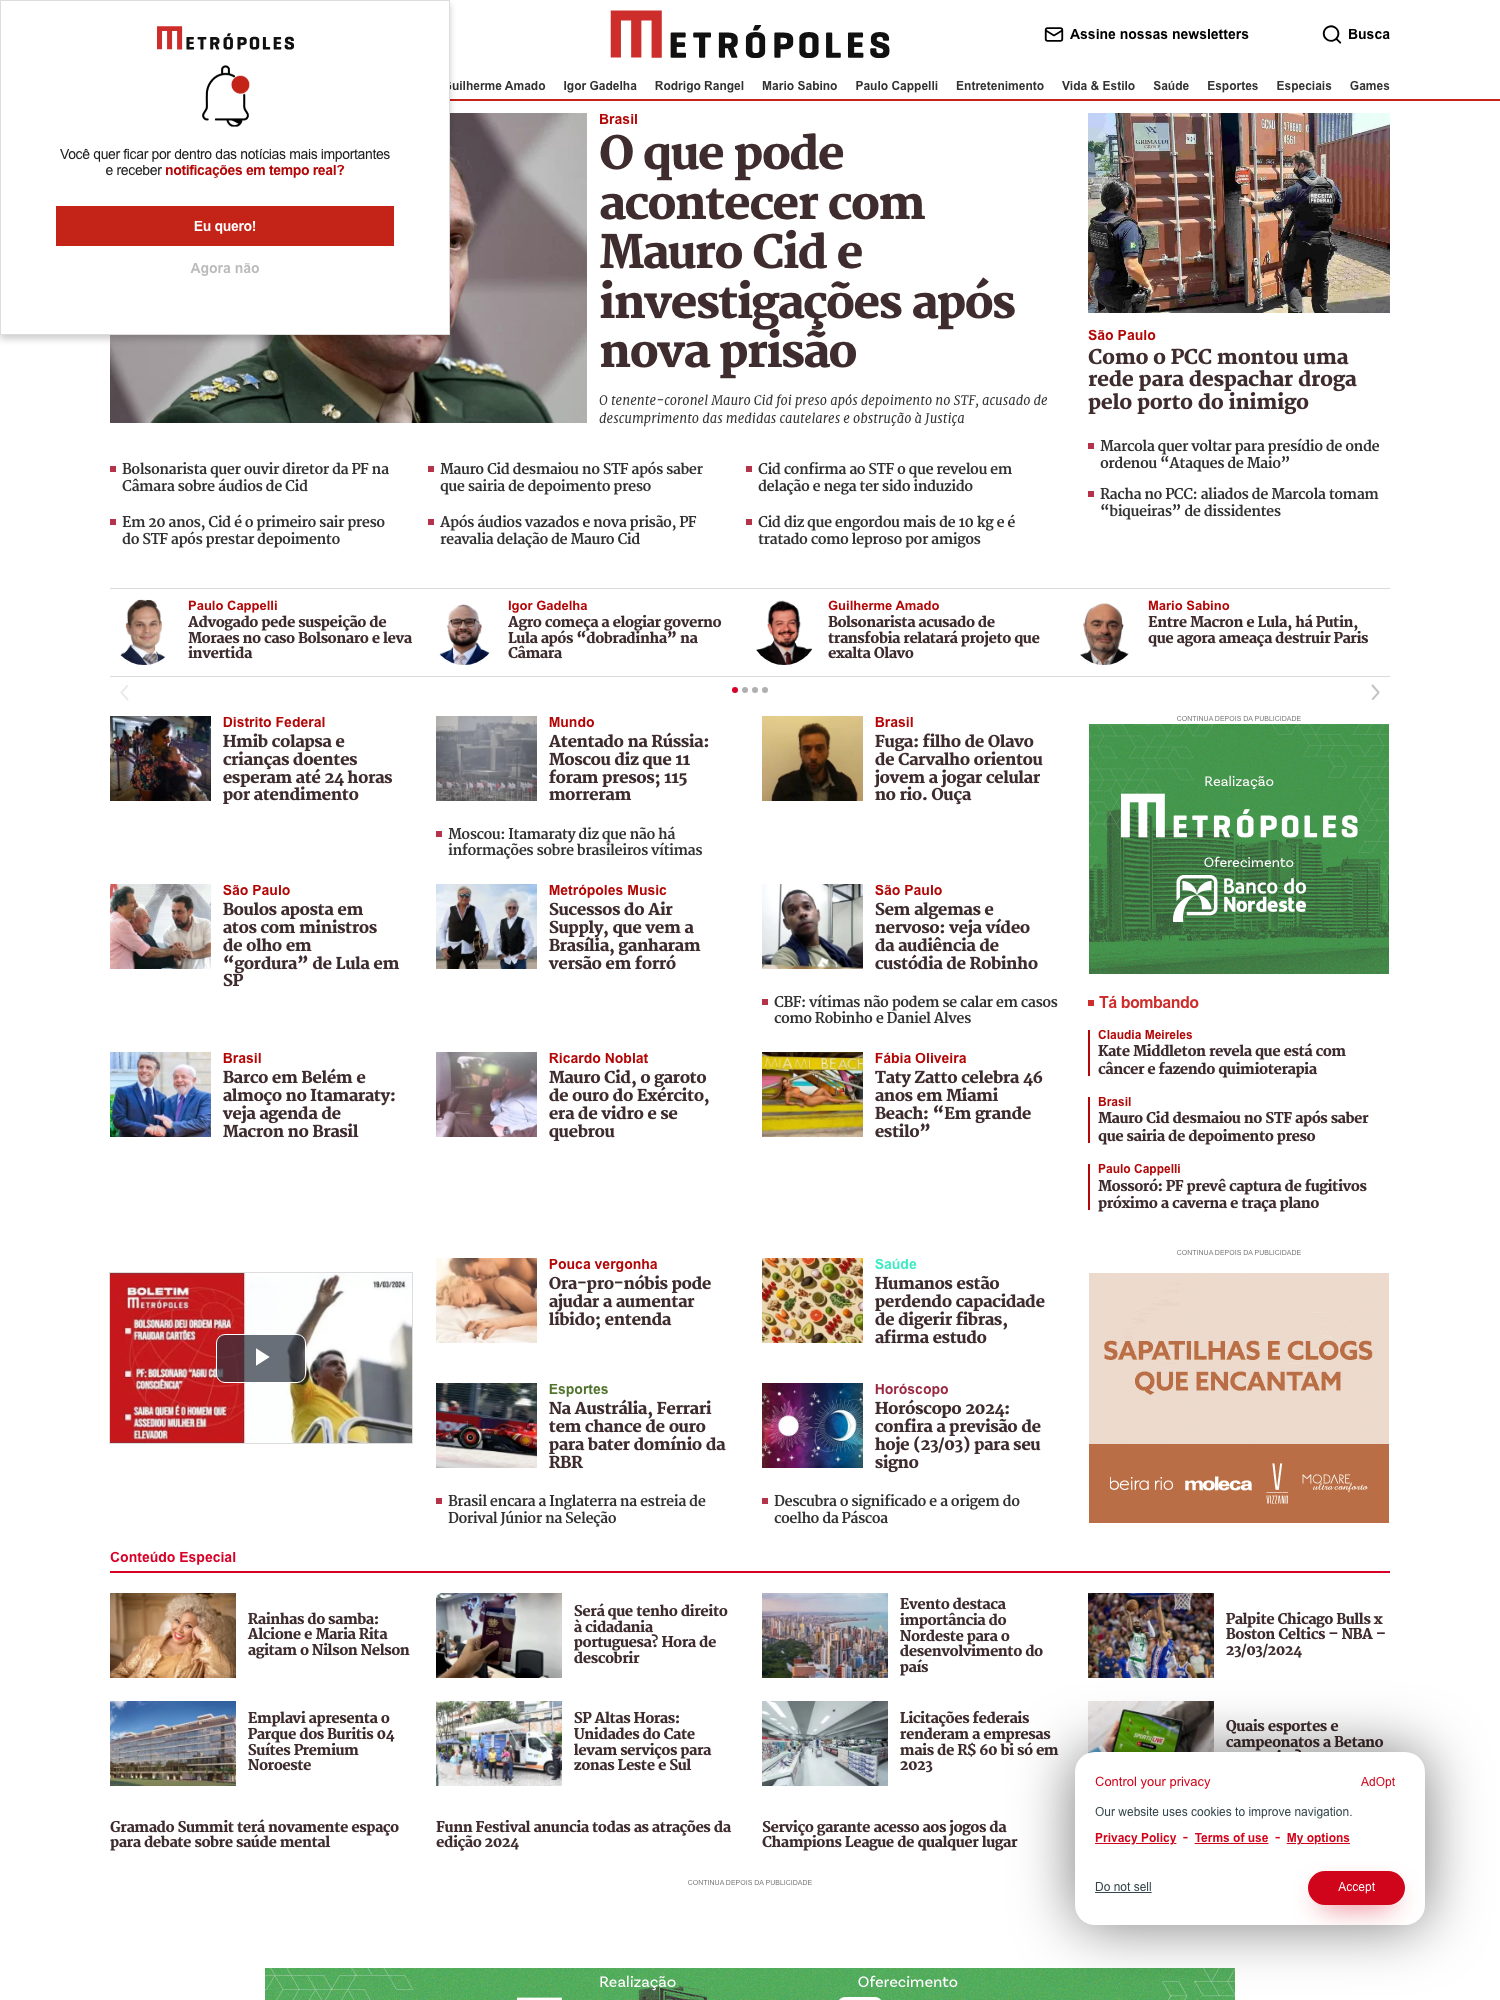 METRÓPOLES
Você quer ficar por dentro das notícias mais importantes
e receber notificações em tempo real?
Eu quero!
Agora não
METRÓPOLES
Assine nossas newsletters
Busca
Guilherme Amado
Igor Gadelha
Rodrigo Rangel
Mario Sabino
Paulo Cappelli
Entretenimento
Vida & Estilo
Saúde
Esportes
Especiais
Games
Brasil
O que pode
acontecer com
Mauro Cid e
investigações após
nova prisão
O tenente-coronel Mauro Cid foi preso após depoimento no STF, acusado de
descumprimento das medidas cautelares e obstrução à Justiça
GRIMALDI
RECEITA
FEDERAL
São Paulo
Como o PCC montou uma
rede para despachar droga
pelo porto do inimigo
Marcola quer voltar para presídio de onde
ordenou “Ataques de Maio”
Racha no PCC: aliados de Marcola tomam
“biqueiras” de dissidentes
Bolsonarista quer ouvir diretor da PF na
Câmara sobre áudios de Cid
Mauro Cid desmaiou no STF após saber
que sairia de depoimento preso
Cid confirma ao STF o que revelou em
delação e nega ter sido induzido
Em 20 anos, Cid é o primeiro sair preso
do STF após prestar depoimento
Após áudios vazados e nova prisão, PF
reavalia delação de Mauro Cid
Cid diz que engordou mais de 10 kg e é
tratado como leproso por amigos
Paulo Cappelli
Advogado pede suspeição de
Moraes no caso Bolsonaro e leva
invertida
Igor Gadelha
Agro começa a elogiar governo
Lula após “dobradinha” na
Câmara
Guilherme Amado
Bolsonarista acusado de
transfobia relatará projeto que
exalta Olavo
Mario Sabino
Entre Macron e Lula, há Putin,
que agora ameaça destruir Paris
Distrito Federal
Hmib colapsa e
crianças doentes
esperam até 24 horas
por atendimento
Mundo
Atentado na Rússia:
Moscou diz que 11
foram presos; 115
morreram
Moscou: Itamaraty diz que não há
informações sobre brasileiros vítimas
Brasil
Fuga: filho de Olavo
de Carvalho orientou
jovem a jogar celular
no rio. Ouça
CONTINUA DEPOIS DA PUBLICIDADE
Realização
METRÓPOLES
Oferecimento
Banco do
Nordeste
São Paulo
Boulos aposta em
atos com ministros
de olho em
“gordura” de Lula em
SP
Metrópoles Music
Sucessos do Air
Supply, que vem a
Brasília, ganharam
versão em forró
São Paulo
Sem algemas e
nervoso: veja vídeo
da audiência de
custódia de Robinho
CBF: vítimas não podem se calar em casos
como Robinho e Daniel Alves
Tá bombando
Claudia Meireles
Kate Middleton revela que está com
câncer e fazendo quimioterapia
Brasil
Mauro Cid desmaiou no STF após saber
que sairia de depoimento preso
Paulo Cappelli
Mossoró: PF prevê captura de fugitivos
próximo a caverna e traça plano
Brasil
Barco em Belém e
almoço no Itamaraty:
veja agenda de
Macron no Brasil
Ricardo Noblat
Mauro Cid, o garoto
de ouro do Exército,
era de vidro e se
quebrou
MIAMI BEACH
Fábia Oliveira
Taty Zatto celebra 46
anos em Miami
Beach: “Em grande
estilo”
BOLETIM
METRÓPOLES
19/03/2024
BOLSONARO DEU ORDEM PARA
FRAUDAR CARTÕES
PF: BOLSONARO "AGIU CO
CONSCIÊNCIA"
SAIBA QUEM É O HOMEM QUE
ASSEDIOU MULHER EM
ELEVADOR
Pouca vergonha
Ora-pro-nóbis pode
ajudar a aumentar
libido; entenda
Saúde
Humanos estão
perdendo capacidade
de digerir fibras,
afirma estudo
Esportes
Na Austrália, Ferrari
tem chance de ouro
para bater domínio da
RBR
Brasil encara a Inglaterra na estreia de
Dorival Júnior na Seleção
Horóscopo
Horóscopo 2024:
confira a previsão de
hoje (23/03) para seu
signo
Descubra o significado e a origem do
coelho da Páscoa
CONTINUA DEPOIS DA PUBLICIDADE
SAPATILHAS E CLOGS
QUE ENCANTAM
beira rio
moleca
VIZZANO
MODARE
ultra conforto
Conteúdo Especial
Rainhas do samba:
Alcione e Maria Rita
agitam o Nilson Nelson
Será que tenho direito
à cidadania
portuguesa? Hora de
descobrir
Evento destaca
importância do
Nordeste para o
desenvolvimento do
país
Palpite Chicago Bulls x
Boston Celtics – NBA –
23/03/2024
Emplavi apresenta o
Parque dos Buritis 04
Suítes Premium
Noroeste
SP Altas Horas:
Unidades do Cate
levam serviços para
zonas Leste e Sul
Licitações federais
renderam a empresas
mais de R$ 60 bi só em
2023
Quais esportes e
campeonatos a Betano
Gramado Summit terá novamente espaço
para debate sobre saúde mental
Funn Festival anuncia todas as atrações da
edição 2024
Serviço garante acesso aos jogos da
Champions League de qualquer lugar
Control your privacy
AdOpt
Our website uses cookies to improve navigation.
Privacy Policy - Terms of use - My options
Do not sell
Accept
CONTINUA DEPOIS DA PUBLICIDADE
Realização
Oferecimento